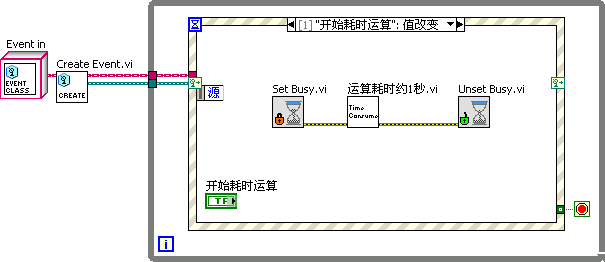 [1] "开始耗时运算": 值改变
Event in
Create Event.vi
EVENT
CLASS
CREATE
源
Set Busy.vi
运算耗时约1秒.vi
Unset Busy.vi
Time
Consume
开始耗时运算
TF
i